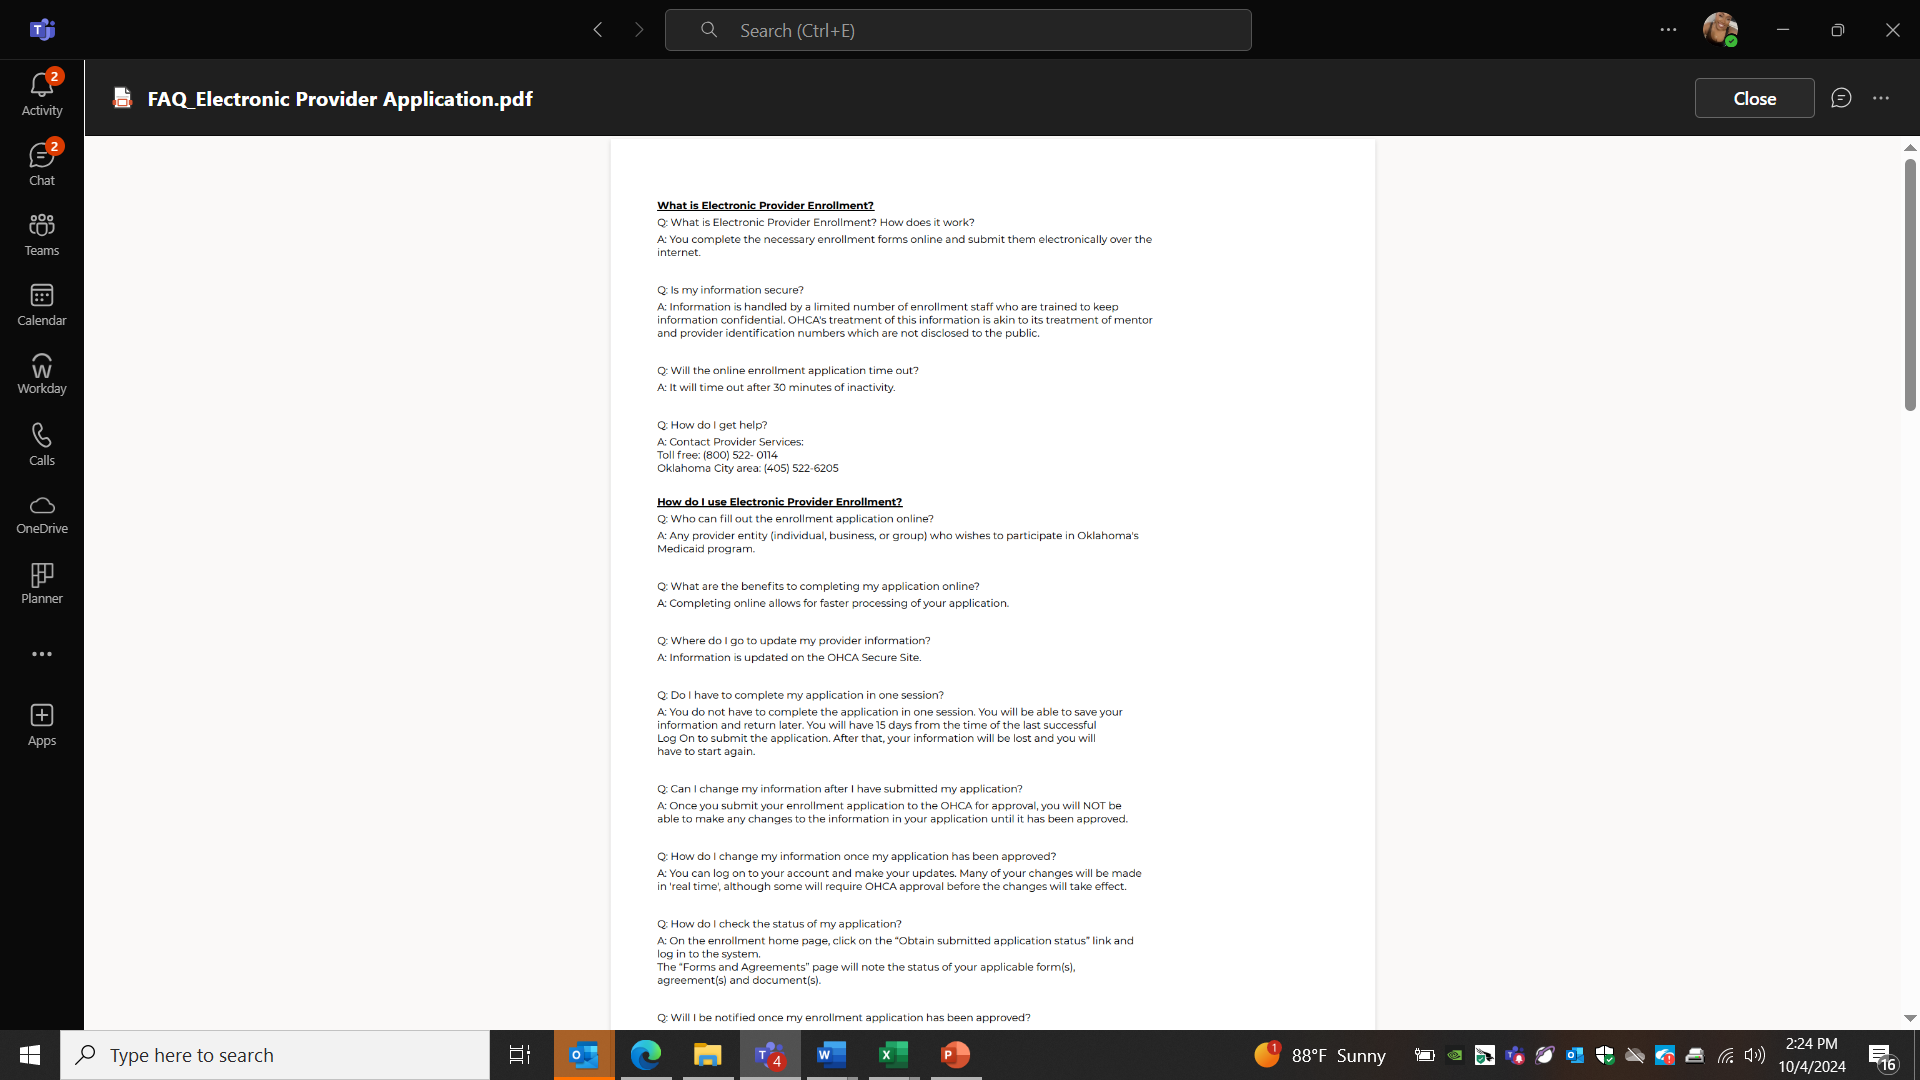 Search (Ctrl+E)
2
Activity
2
Chat
Teams
Calendar
Workday
Calls
OneDrive
Planner
Apps
FAQ_Electronic Provider Application.pdf
Close
What is Electronic Provider Enrollment?
Q: What is Electronic Provider Enrollment? How does it work?
A: You complete the necessary enrollment forms online and submit them electronically over the
internet.
Q: Is my information secure?
A: Information is handled by a limited number of enrollment staff who are trained to keep
information confidential. OHCA's treatment of this information is akin to its treatment of mentor
and provider identification numbers which are not disclosed to the public.
Q: Will the online enrollment application time out?
A: It will time out after 30 minutes of inactivity.
Q: How do I get help?
A: Contact Provider Services:
Toll free: (800) 522- 0114
Oklahoma City area: (405) 522-6205
How do I use Electronic Provider Enrollment?
Q: Who can fill out the enrollment application online?
A: Any provider entity (individual, business, or group) who wishes to participate in Oklahoma's
Medicaid program.
Q: What are the benefits to completing my application online?
A: Completing online allows for faster processing of your application.
Q: Where do I go to update my provider information?
A: Information is updated on the OHCA Secure Site.
Q: Do I have to complete my application in one session?
A: You do not have to complete the application in one session. You will be able to save your
information and return later. You will have 15 days from the time of the last successful
Log On to submit the application. After that, your information will be lost and you will
have to start again.
Q: Can I change my information after I have submitted my application?
A: Once you submit your enrollment application to the OHCA for approval, you will NOT be
able to make any changes to the information in your application until it has been approved.
Q: How do I change my information once my application has been approved?
A: You can log on to your account and make your updates. Many of your changes will be made
in 'real time', although some will require OHCA approval before the changes will take effect.
Q: How do I check the status of my application?
A: On the enrollment home page, click on the “Obtain submitted application status” link and
log in to the system.
The “Forms and Agreements” page will note the status of your applicable form(s),
agreement(s) and document(s).
Q: Will I be notified once my enrollment application has been approved?
Type here to search
4
1
88°F Sunny
2:24 PM
10/4/2024
16